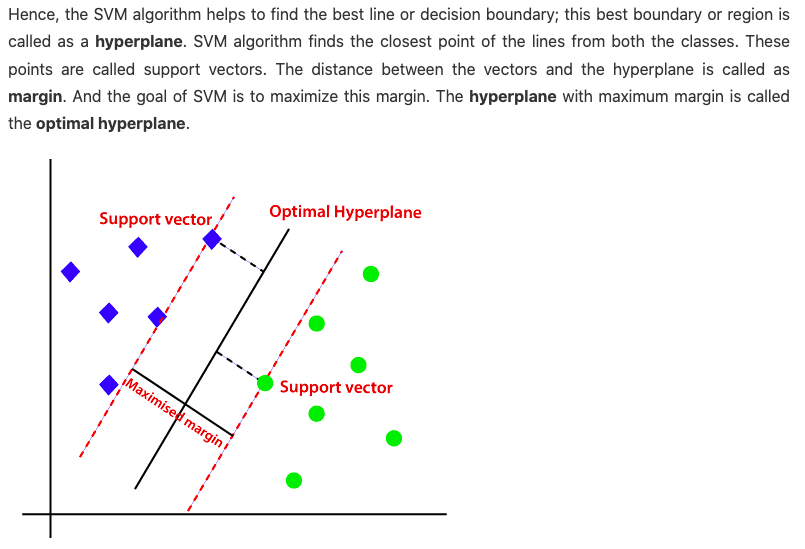 Hence, the SVM algorithm helps to find the best line or decision boundary; this best boundary or region is
called as a hyperplane. SVM algorithm finds the closest point of the lines from both the classes. These
points are called support vectors. The distance between the vectors and the hyperplane is called as
margin. And the goal of SVM is to maximize this margin. The hyperplane with maximum margin is called
the optimal hyperplane.
Support vector
Optimal Hyperplane
Support vector
Maximised margin